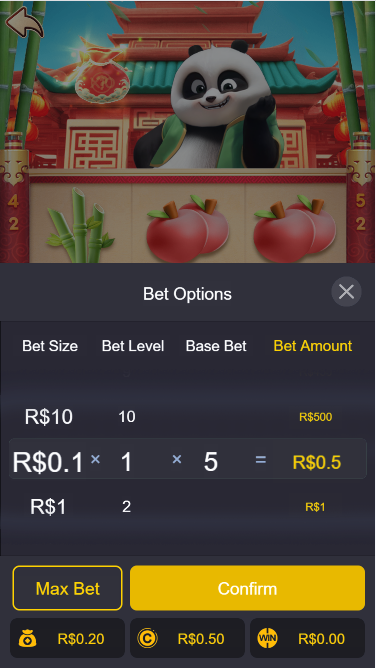 4 5
2 2
Bet Options
Bet Size Bet Level Base Bet Bet Amount
R$10 10 R$500
R$0.1 × 1 × 5 = R$0.5
R$1 2 R$1
Max Bet Confirm
R$0.20 C R$0.50 WIN R$0.00